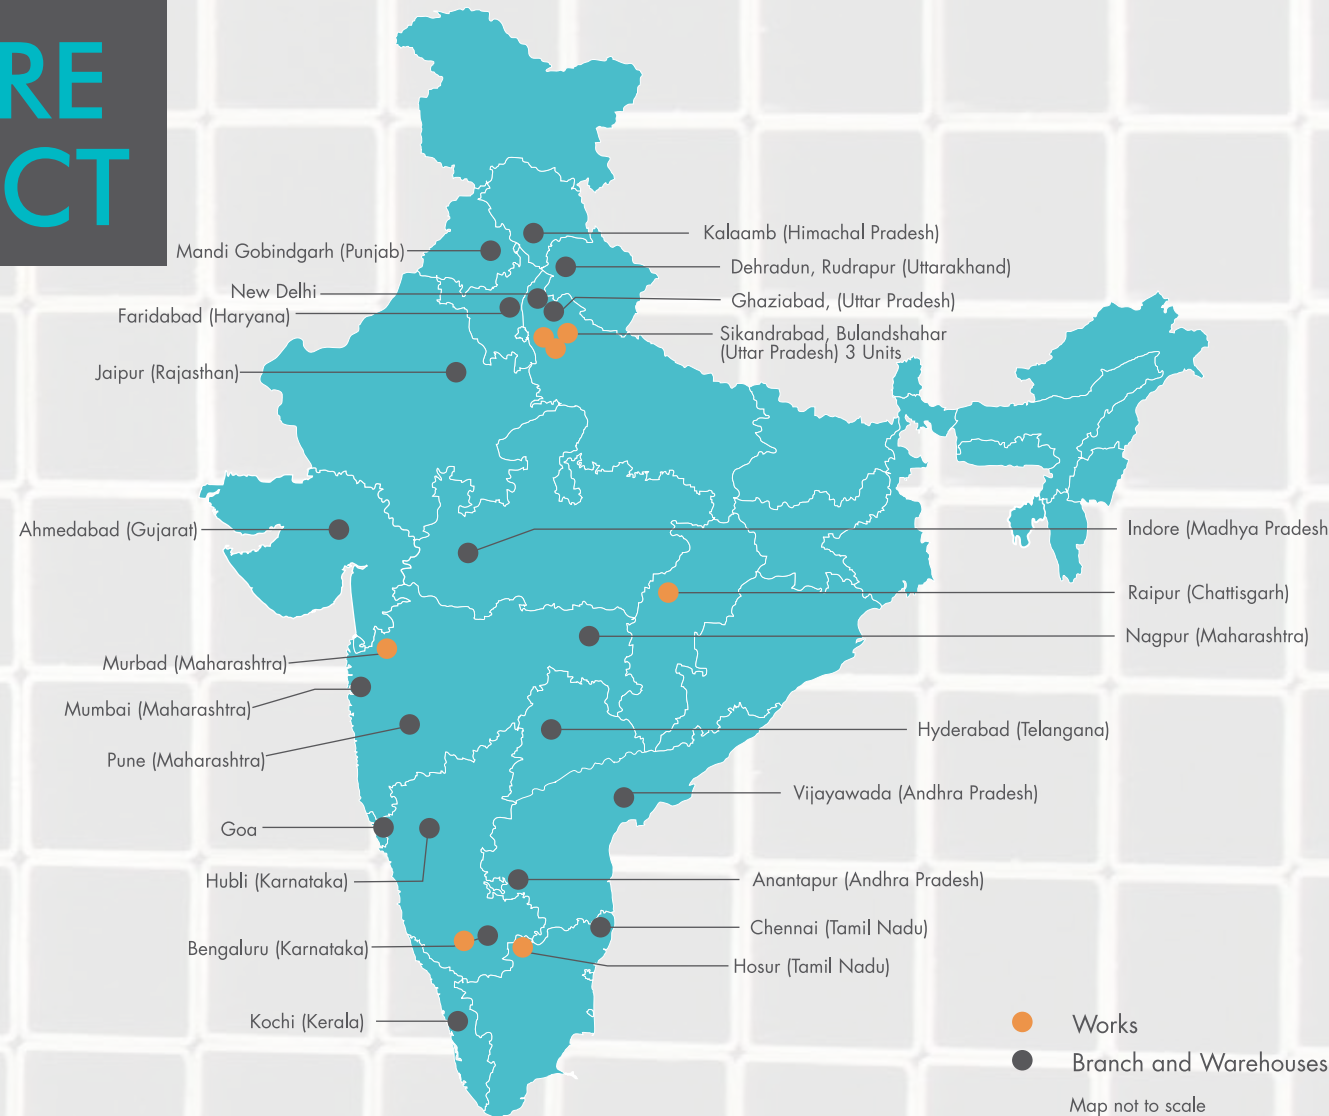 RE
CT
Mandi Gobindgarh (Punjab)
New Delhi
Faridabad (Haryana)
Jaipur (Rajasthan)
Ahmedabad (Gujarat)
Murbad (Maharashtra)
Mumbai (Maharashtra)
Pune (Maharashtra)
Goa
Hubli (Karnataka)
Bengaluru (Karnataka)
Kochi (Kerala)
Kalaamb (Himachal Pradesh)
Dehradun, Rudrapur (Uttarakhand)
Ghaziabad, (Uttar Pradesh)
Sikandrabad, Bulandshahar
(Uttar Pradesh) 3 Units
Indore (Madhya Pradesh
Raipur (Chattisgarh)
Nagpur (Maharashtra)
Hyderabad (Telangana)
Vijayawada (Andhra Pradesh)
Anantapur (Andhra Pradesh)
Chennai (Tamil Nadu)
Hosur (Tamil Nadu)
Works
Branch and Warehouses
Map not to scale